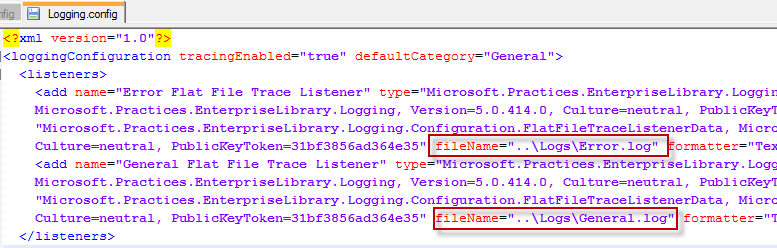 nfig
Logging.config
<?xml version="1.0"?>
<loggingConfiguration tracingEnabled="true" defaultCategory="General">
<listeners>
<add name="Error Flat File Trace Listener" type="Microsoft.Practices.EnterpriseLibrary.Loggin
Microsoft.Practices.EnterpriseLibrary.Logging, Version=5.0.414.0, Culture=neutral, PublicKeyT
"Microsoft.Practices.EnterpriseLibrary.Logging.Configuration.FlatFileTraceListenerData, Micro
Culture=neutral, PublicKeyToken=31bf3856ad364e35" fileName="..\Logs\Error.log" formatter="Tex
<add name="General Flat File Trace Listener" type="Microsoft.Practices.EnterpriseLibrary.Logg
Microsoft.Practices.EnterpriseLibrary.Logging, Version=5.0.414.0, Culture=neutral, PublicKeyT
"Microsoft.Practices.EnterpriseLibrary.Logging.Configuration.FlatFileTraceListenerData, Micro
Culture=neutral, PublicKeyToken=31bf3856ad364e35" fileName="..\Logs\General.log" formatter="T
</listeners>